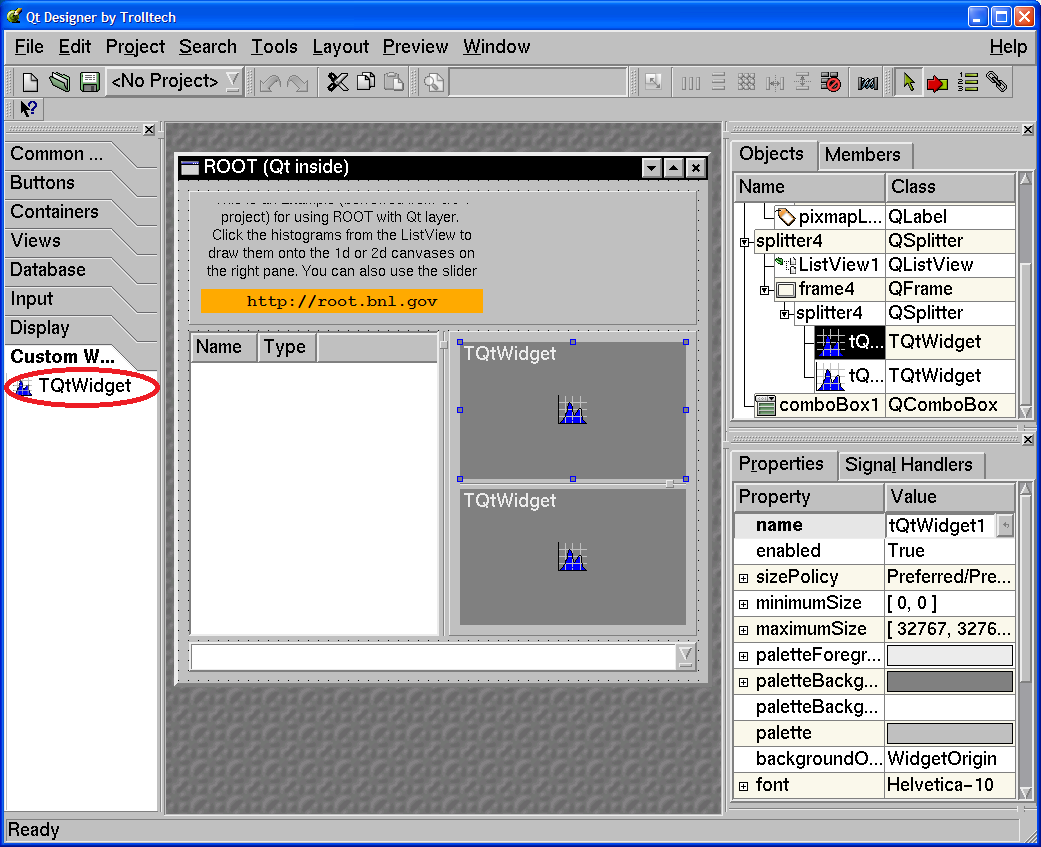 Qt Designer by Trolltech
File Edit Project Search Tools Layout Preview Window Help
<No Project>
Common ...
Buttons
Containers
Views
Database
Input
Display
Custom W...
TQtWidget
ROOT (Qt inside)
project) for using ROOT with Qt layer.
Click the histograms from the ListView to
draw them onto the 1d or 2d canvases on
the right pane. You can also use the slider
http://root.bnl.gov
Name Type
TQtWidget
TQtWidget
Objects Members
Name Class
pixmapL... QLabel
splitter4 QSplitter
ListView1 QListView
frame4 QFrame
splitter4 QSplitter
tQ... TQtWidget
tQ... TQtWidget
comboBox1 QComboBox
Properties Signal Handlers
Property Value
name tQtWidget1
enabled True
sizePolicy Preferred/Pre...
minimumSize [ 0, 0 ]
maximumSize [ 32767, 3276...
paletteForegr...
paletteBackg...
paletteBackg...
palette
backgroundO... WidgetOrigin
font Helvetica-10
Ready